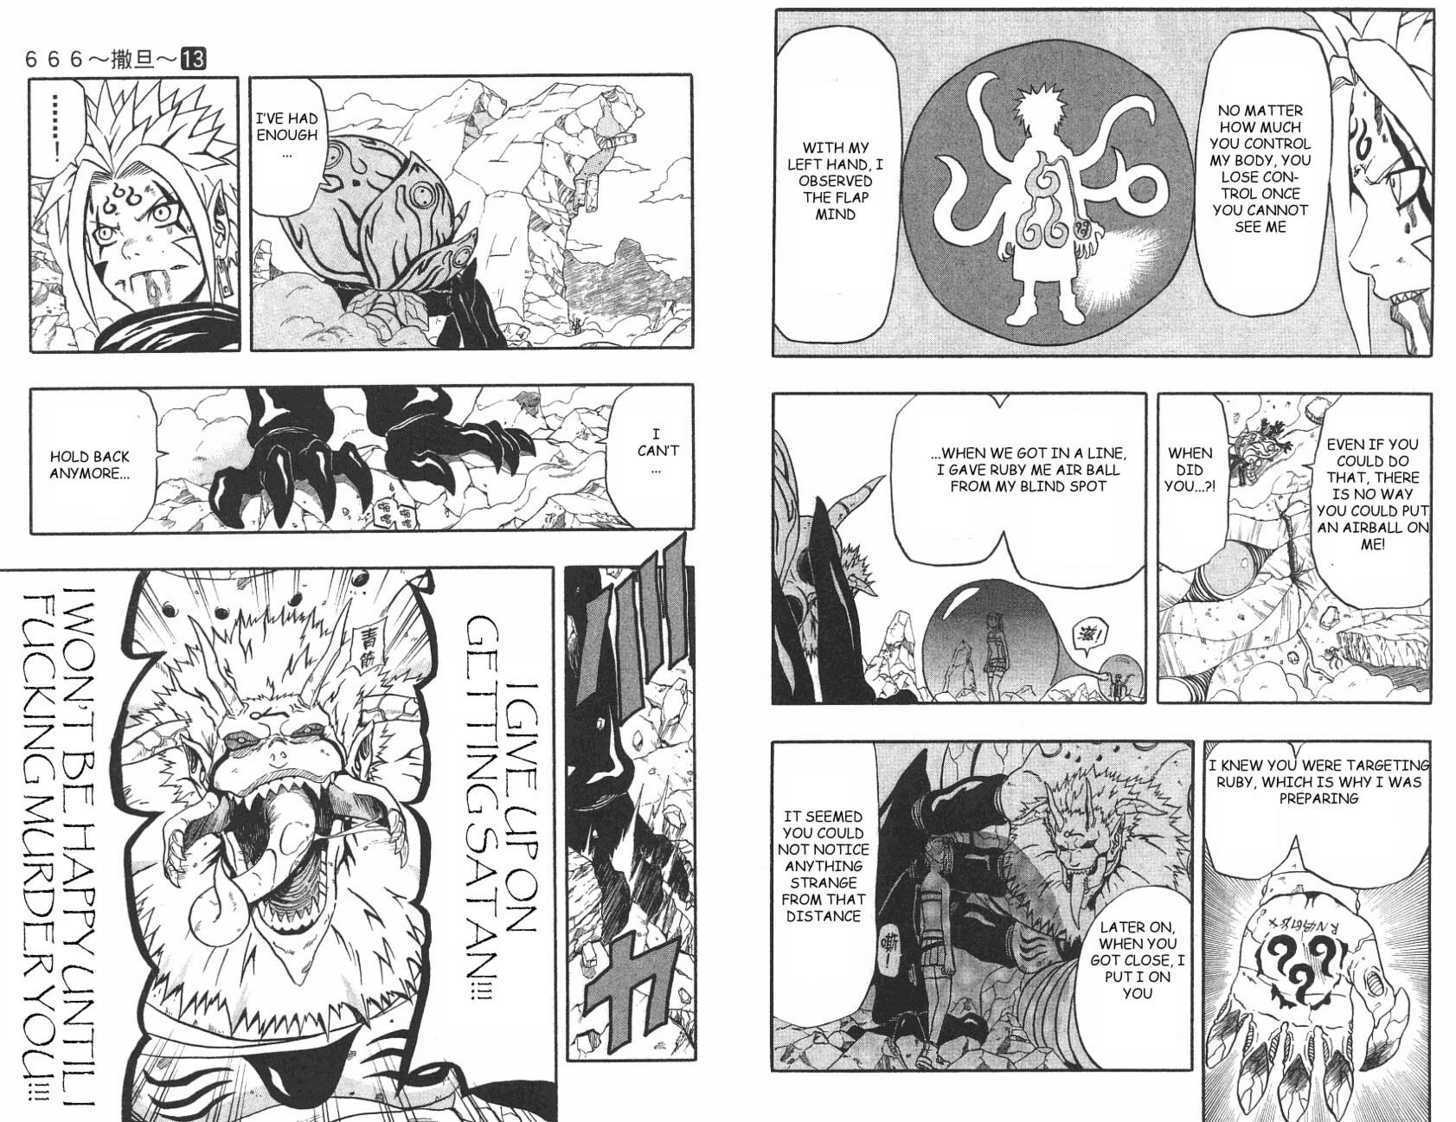 NO MATTER
HOW MUCH
YOU CONTROL
MY BODY, YOU
LOSE CON-
TROL ONCE
YOU CANNOT
SEE ME
WITH MY
LEFT HAND, I
OBSERVED
THE FLAP
MIND
EVEN IF YOU
COULD DO
THAT, THERE
IS NO WAY
YOU COULD PUT
AN AIRBALL ON
ME!
WHEN
DID
YOU...?!
...WHEN WE GOT IN A LINE,
I GAVE RUBY ME AIR BALL
FROM MY BLIND SPOT
I KNEW YOU WERE TARGETING
RUBY, WHICH IS WHY I WAS
PREPARING
LATER ON,
WHEN YOU
GOT CLOSE, I
PUT I ON
YOU
IT SEEMED
YOU COULD
NOT NOTICE
ANYTHING
STRANGE
FROM THAT
DISTANCE
666～撒旦～13
I'VE HAD
ENOUGH
...
......!
I
CAN'T
...
HOLD BACK
ANYMORE...
ガ
I GIVE UP ON
GETTING SATAN!!!
青筋
I WON'T BE HAPPY UNTIL I
FUCKING MURDER YOU!!!